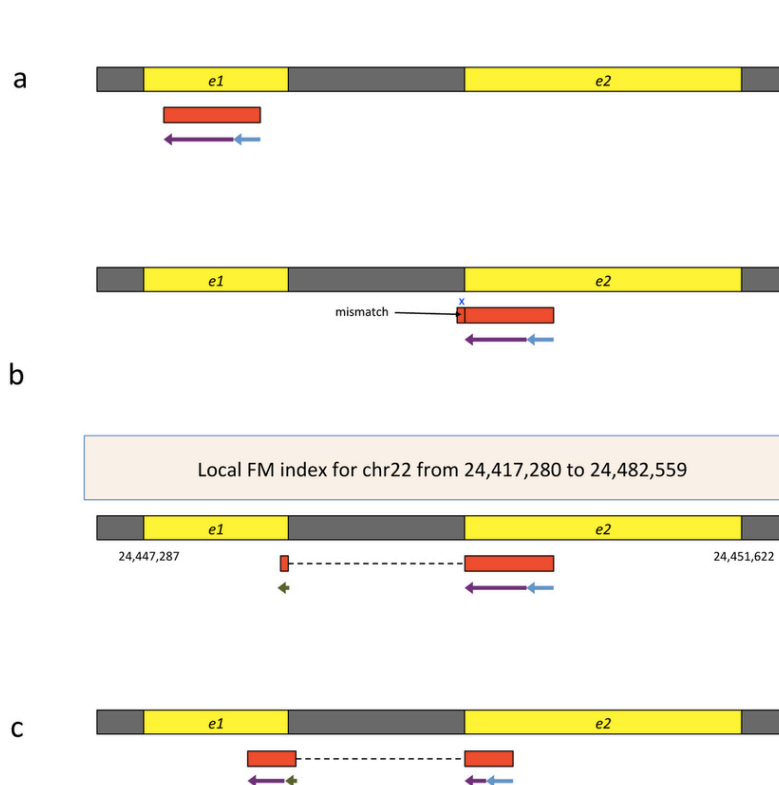 a
e1 e2
e1 e2
x
mismatch
b
Local FM index for chr22 from 24,417,280 to 24,482,559
e1 e2
24,447,287 24,451,622
c
e1 e2